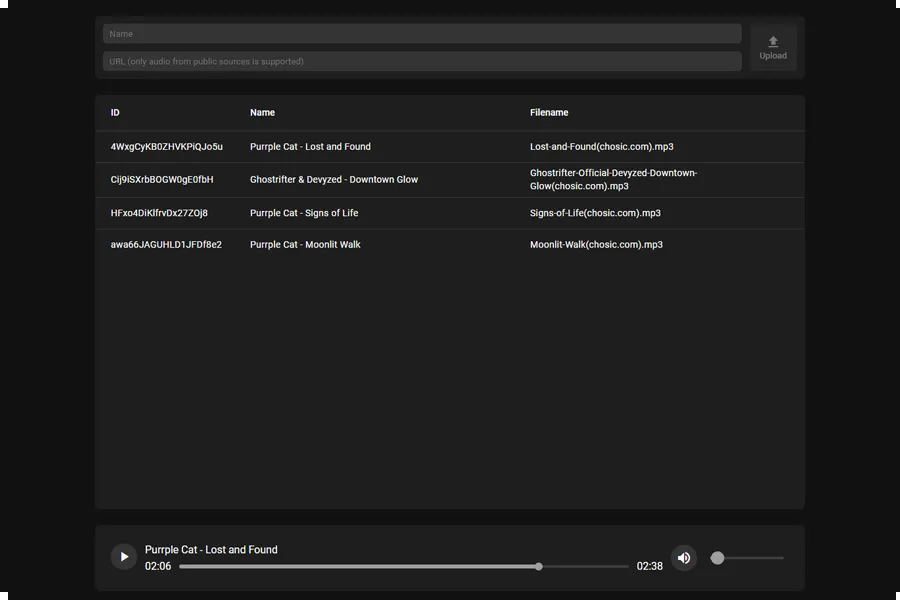 Name
URL (only audio from public sources is supported)
Upload
ID Name Filename
4WxgCyKB0ZHVKPiQJo5u Purrple Cat - Lost and Found Lost-and-Found(chosic.com).mp3
Cij9iSXrbBOGW0gE0fbH Ghostrifter & Devyzed - Downtown Glow Ghostrifter-Official-Devyzed-Downtown-
Glow(chosic.com).mp3
HFxo4DiKlfrvDx27ZOj8 Purrple Cat - Signs of Life Signs-of-Life(chosic.com).mp3
awa66JAGUHLD1JFDf8e2 Purrple Cat - Moonlit Walk Moonlit-Walk(chosic.com).mp3
Purrple Cat - Lost and Found
02:06 02:38